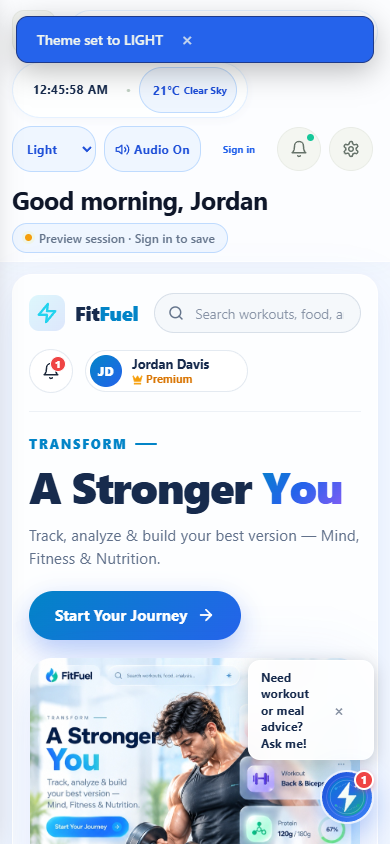 Theme set to LIGHT ×
12:45:58 AM • 21°C Clear Sky
Light Audio On Sign in
Good morning, Jordan
Preview session · Sign in to save
FitFuel Search workouts, food, a
1 JD Jordan Davis
Premium
TRANSFORM
A Stronger You
Track, analyze & build your best version — Mind,
Fitness & Nutrition.
Start Your Journey →
FitFuel Search workouts, food, analytics...
TRANSFORM
A Stronger
You
Track, analyze & build
your best version —
Mind, Fitness & Nutrition.
Start Your Journey →
Need
workout
or meal
advice?
Ask me!
×
Workout
Back & Biceps
1
Protein
120g / 180g
67%